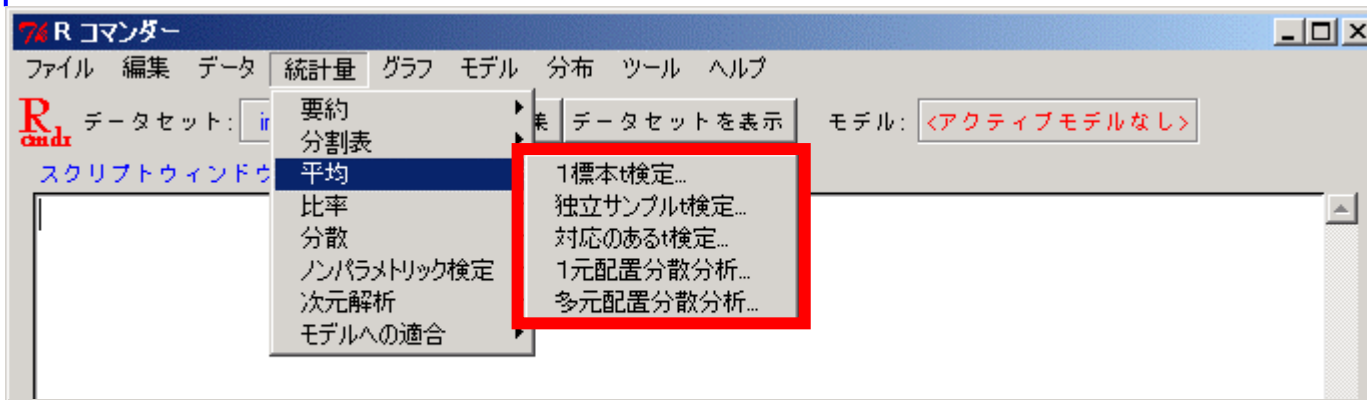 R コマンダー
ファイル 編集 データ 統計量 グラフ モデル 分布 ツール ヘルプ
R cmdr データセット: データセットを表示 モデル: <アクティブモデルなし>
スクリプトウィンドウ
要約
分割表
平均
比率
分散
ノンパラメトリック検定
次元解析
モデルへの適合
1標本t検定...
独立サンプルt検定...
対応のあるt検定...
1元配置分散分析...
多元配置分散分析...